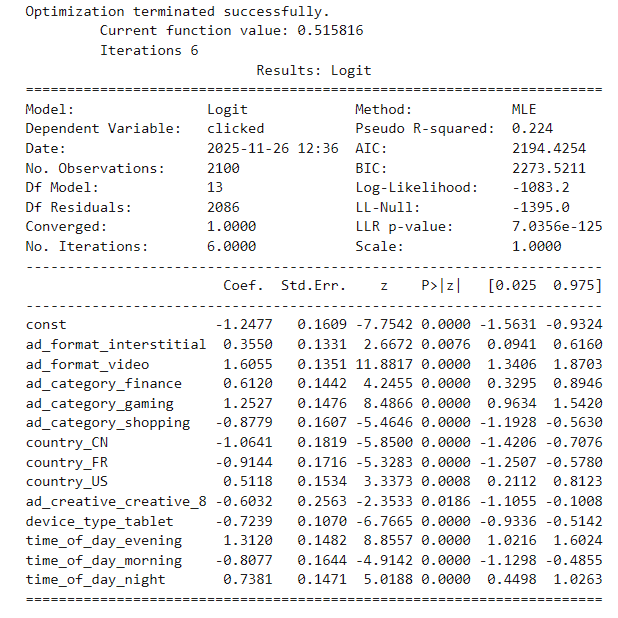 Optimization terminated successfully.
Current function value: 0.515816
Iterations 6
Results: Logit
=======================================================================
Model: Logit Method: MLE
Dependent Variable: clicked Pseudo R-squared: 0.224
Date: 2025-11-26 12:36 AIC: 2194.4254
No. Observations: 2100 BIC: 2273.5211
Df Model: 13 Log-Likelihood: -1083.2
Df Residuals: 2086 LL-Null: -1395.0
Converged: 1.0000 LLR p-value: 7.0356e-125
No. Iterations: 6.0000 Scale: 1.0000
-----------------------------------------------------------------------
Coef. Std.Err. z P>|z| [0.025 0.975]
-----------------------------------------------------------------------
const -1.2477 0.1609 -7.7542 0.0000 -1.5631 -0.9324
ad_format_interstitial 0.3550 0.1331 2.6672 0.0076 0.0941 0.6160
ad_format_video 1.6055 0.1351 11.8817 0.0000 1.3406 1.8703
ad_category_finance 0.6120 0.1442 4.2455 0.0000 0.3295 0.8946
ad_category_gaming 1.2527 0.1476 8.4866 0.0000 0.9634 1.5420
ad_category_shopping -0.8779 0.1607 -5.4646 0.0000 -1.1928 -0.5630
country_CN -1.0641 0.1819 -5.8500 0.0000 -1.4206 -0.7076
country_FR -0.9144 0.1716 -5.3283 0.0000 -1.2507 -0.5780
country_US 0.5118 0.1534 3.3373 0.0008 0.2112 0.8123
ad_creative_creative_8 -0.6032 0.2563 -2.3533 0.0186 -1.1055 -0.1008
device_type_tablet -0.7239 0.1070 -6.7665 0.0000 -0.9336 -0.5142
time_of_day_evening 1.3120 0.1482 8.8557 0.0000 1.0216 1.6024
time_of_day_morning -0.8077 0.1644 -4.9142 0.0000 -1.1298 -0.4855
time_of_day_night 0.7381 0.1471 5.0188 0.0000 0.4498 1.0263
=======================================================================